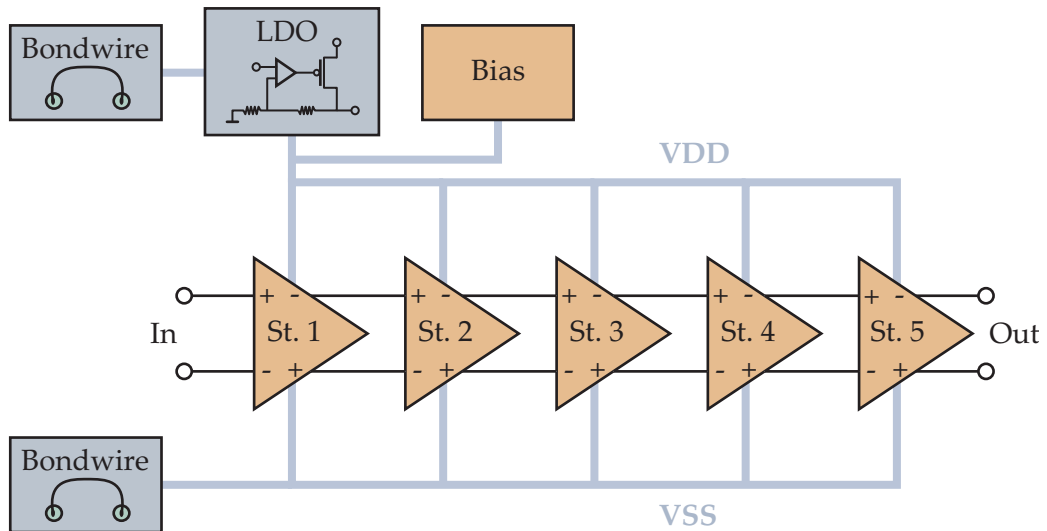 Bondwire
LDO
Bias
VDD
+ - + - + - + - + -
In St. 1 St. 2 St. 3 St. 4 St. 5 Out
- + - + - + - + - +
Bondwire
VSS